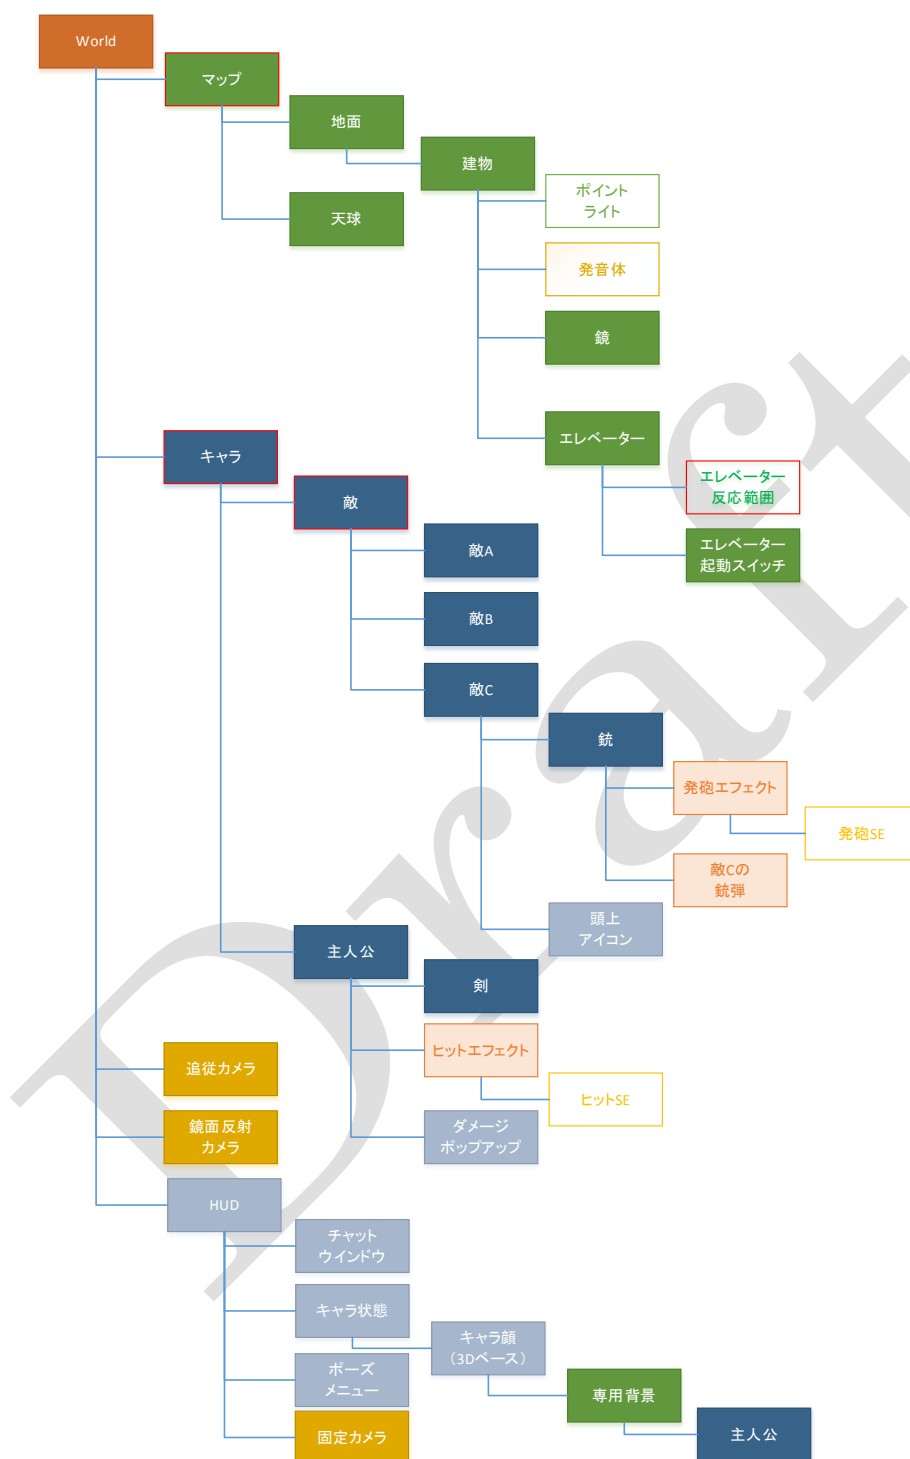 World
マップ
地面
建物
ポイント
ライト
天球
発音体
鏡
エレベーター
キャラ
エレベーター
反応範囲
敵
敵A
エレベーター
起動スイッチ
敵B
敵C
銃
発砲エフェクト
発砲SE
敵Cの
銃弾
頭上
アイコン
主人公
剣
ヒットエフェクト
追従カメラ
ヒットSE
鏡面反射
カメラ
ダメージ
ポップアップ
HUD
チャット
ウインドウ
キャラ状態
キャラ顔
（3Dベース）
ポーズ
メニュー
専用背景
固定カメラ
主人公
Draft